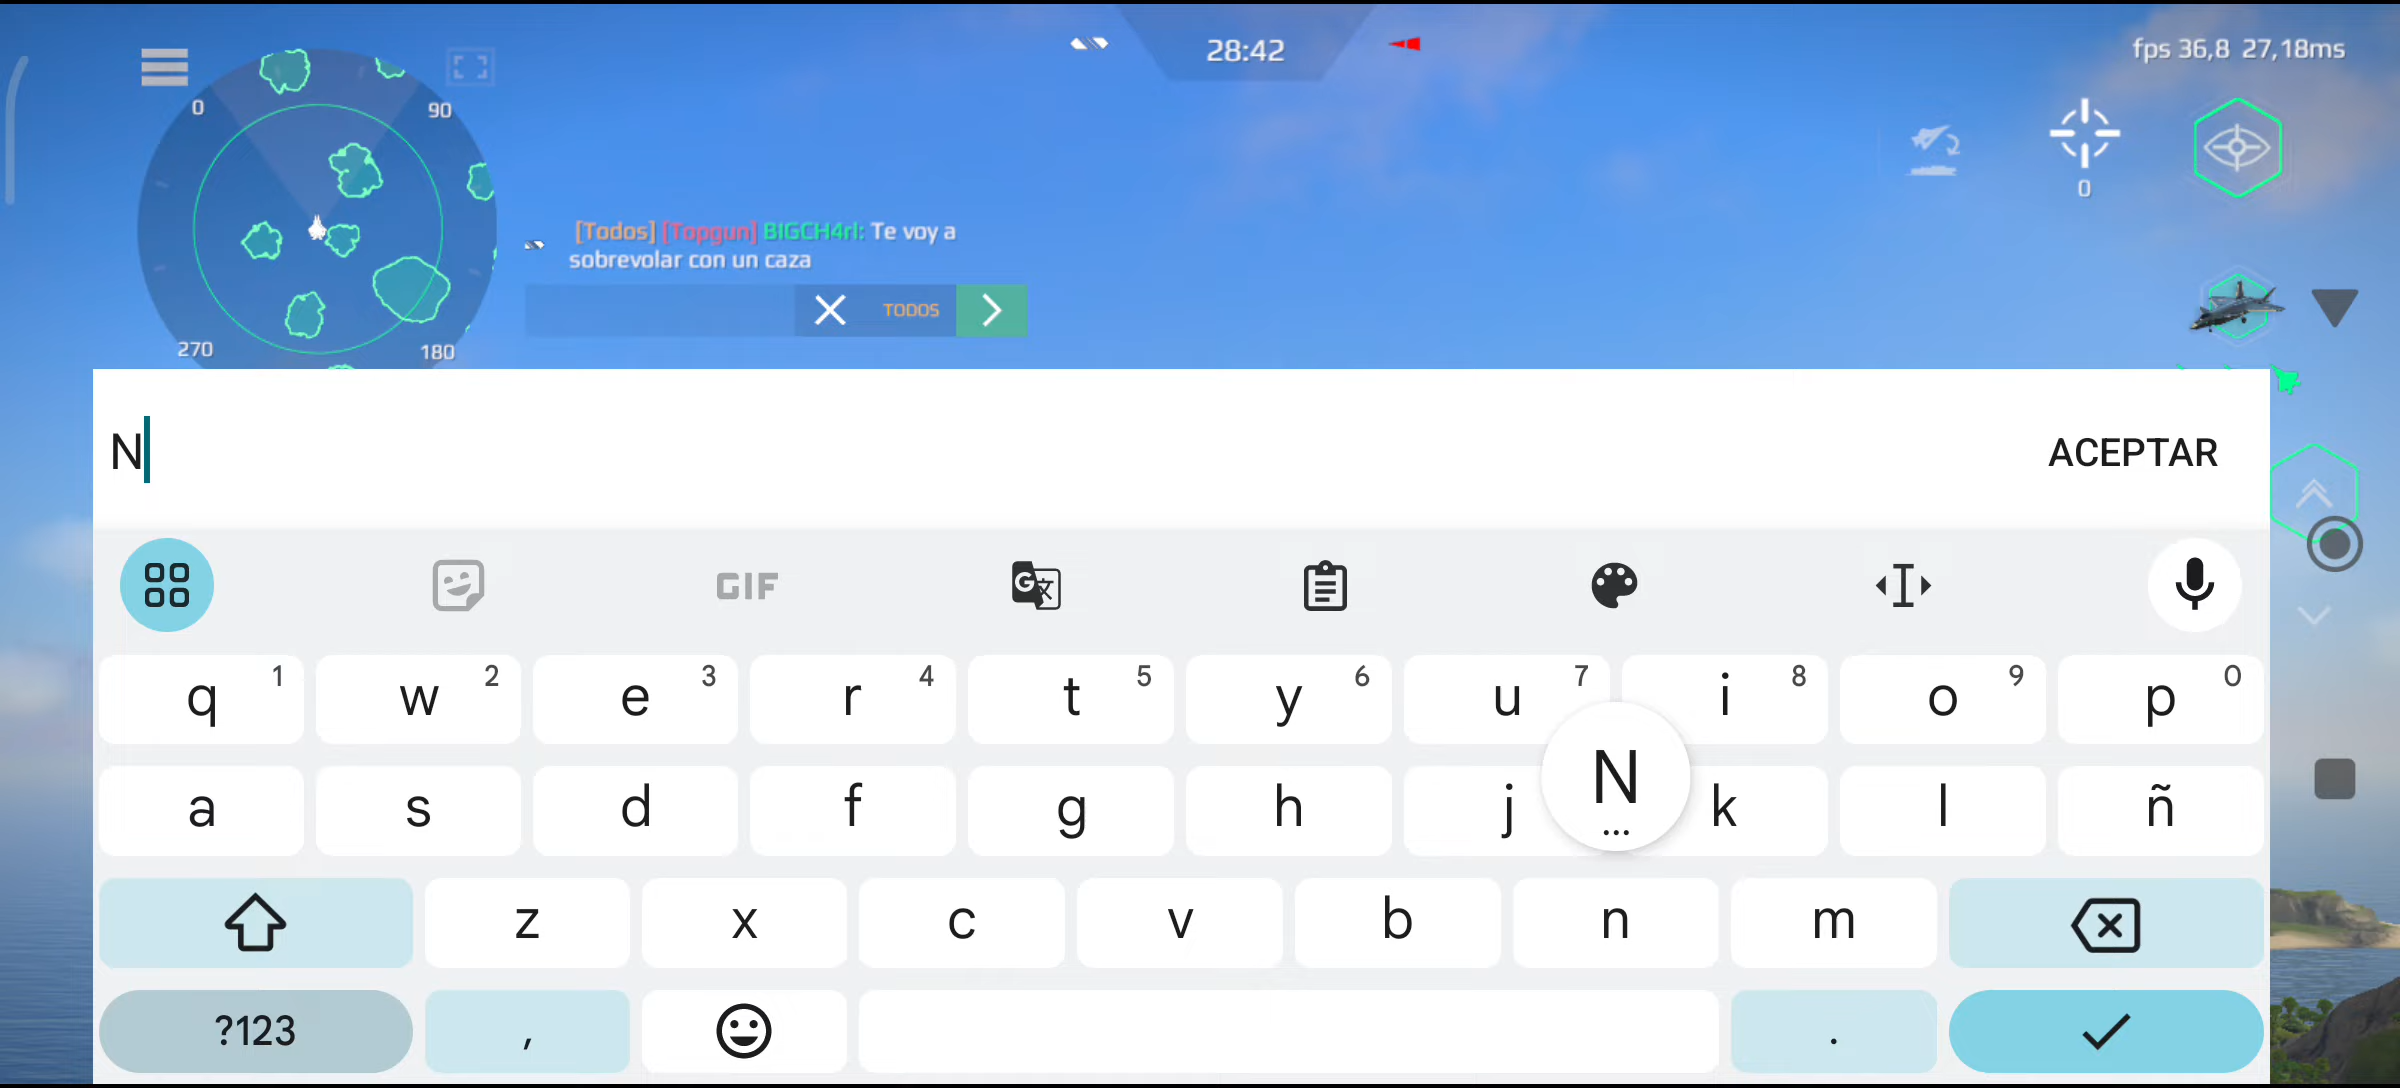 28:42
fps 36,8 27,18ms
0
90
270
180
0
[Todos] [Topgun] BIGCH4rl: Te voy a
sobrevolar con un caza
TODOS
N
ACEPTAR
GIF
G
q 1 w 2 e 3 r 4 t 5 y 6 u 7 i 8 o 9 p 0
a s d f g h j N k l ñ
...
z x c v b n m
?123 , .